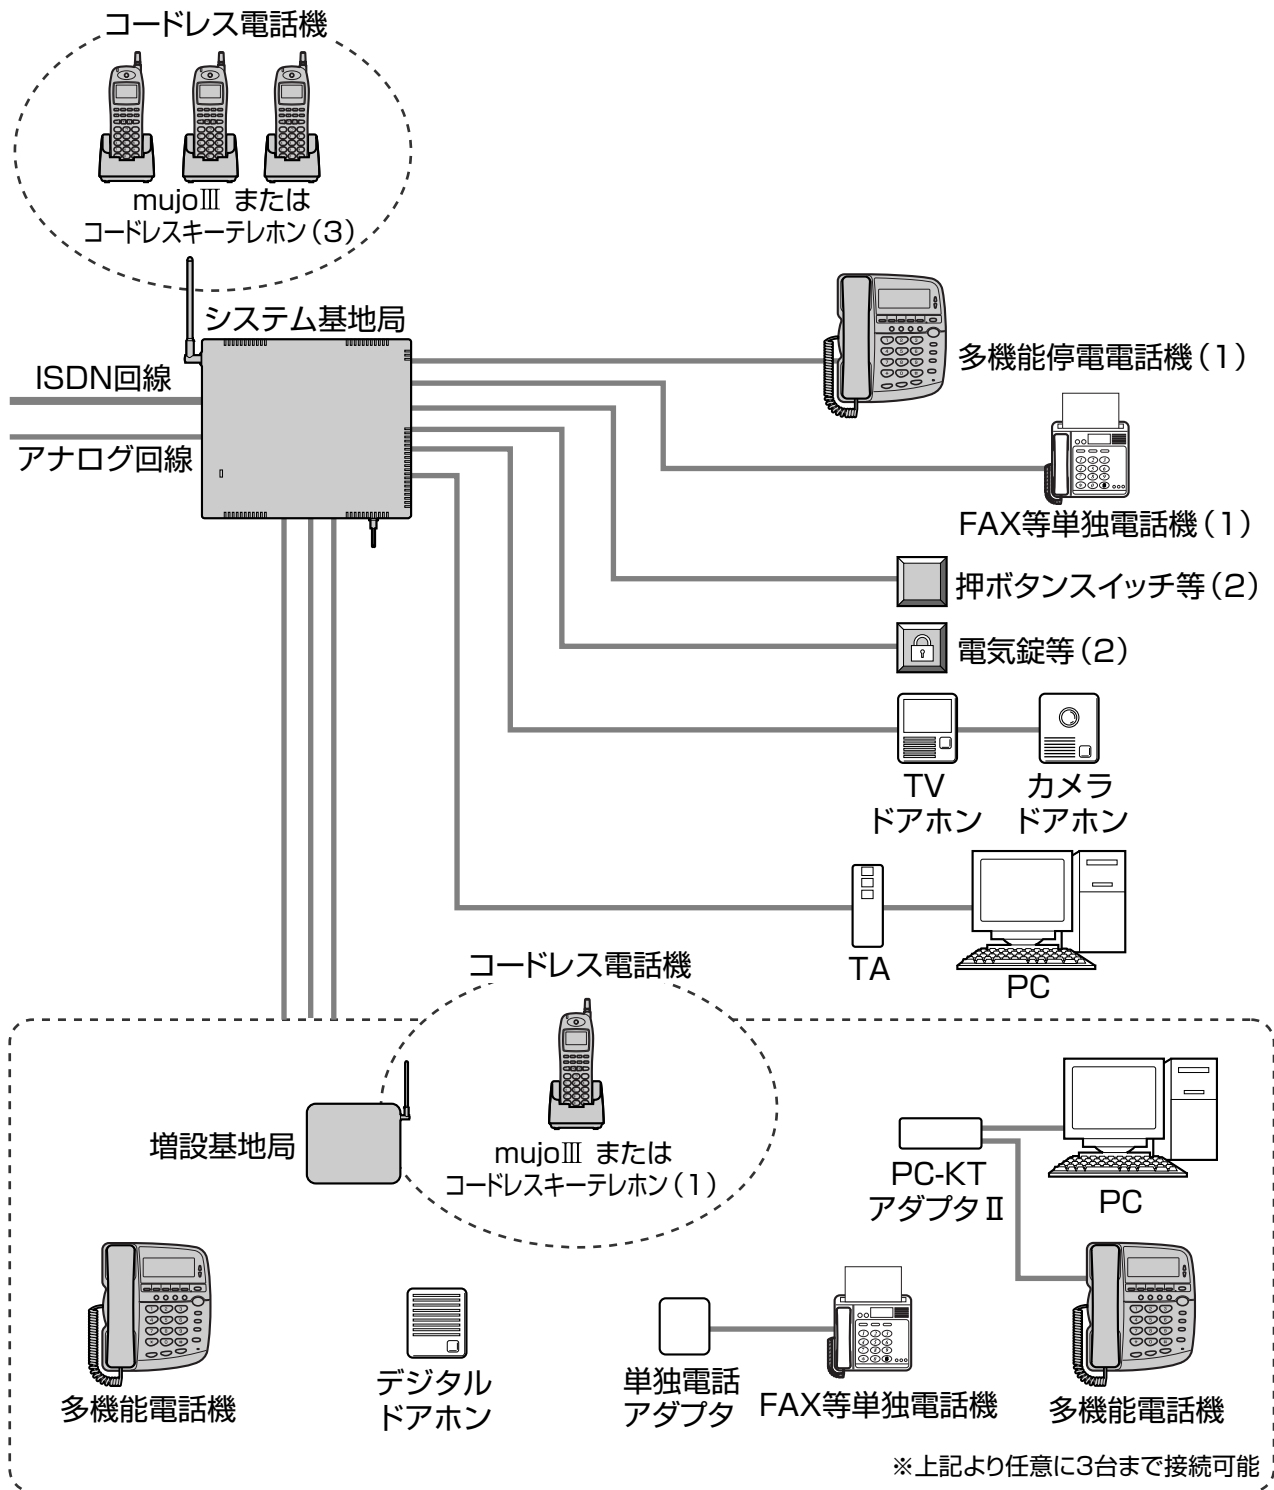 コードレス電話機
mujoⅢ または
コードレスキーテレホン（3）
システム基地局
ISDN回線
アナログ回線
多機能停電電話機（1）
FAX等単独電話機（1）
押ボタンスイッチ等（2）
電気錠等（2）
TV
ドアホン
カメラ
ドアホン
TA
PC
コードレス電話機
増設基地局
mujoⅢ または
コードレスキーテレホン（1）
PC-KT
アダプタⅡ
PC
多機能電話機
デジタル
ドアホン
単独電話
アダプタ
FAX等単独電話機
多機能電話機
※上記より任意に3台まで接続可能